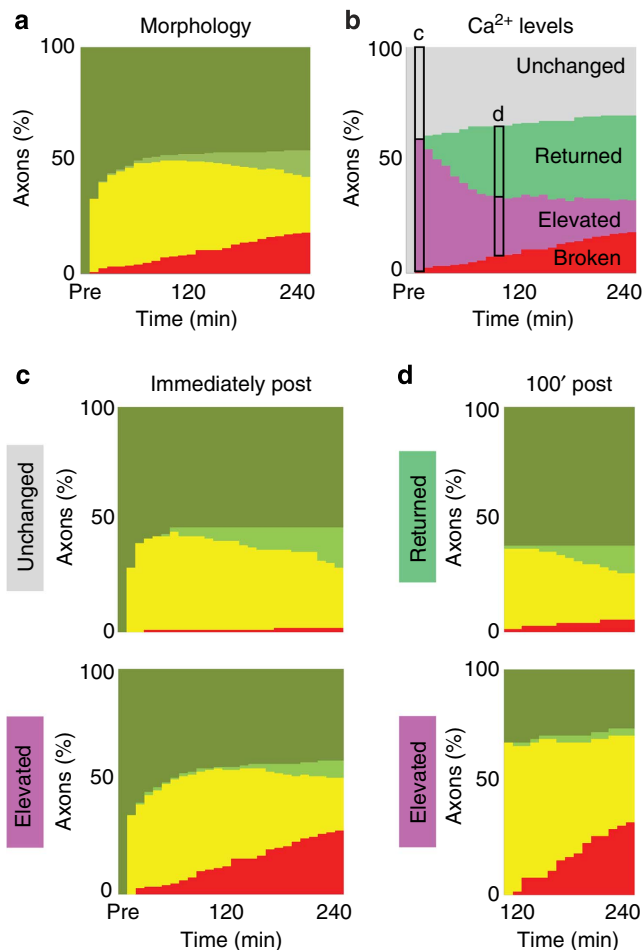 a
Morphology
100
50
0
Axons (%)
Pre 120 240
Time (min)
b
Ca2+ levels
100
50
0
Axons (%)
c
d
Unchanged
Returned
Elevated
Broken
Pre 120 240
Time (min)
c
Immediately post
Unchanged
100
50
0
Axons (%)
Elevated
100
50
0
Axons (%)
Pre 120 240
Time (min)
d
100′ post
Returned
100
50
0
Axons (%)
Elevated
100
50
0
Axons (%)
120 240
Time (min)